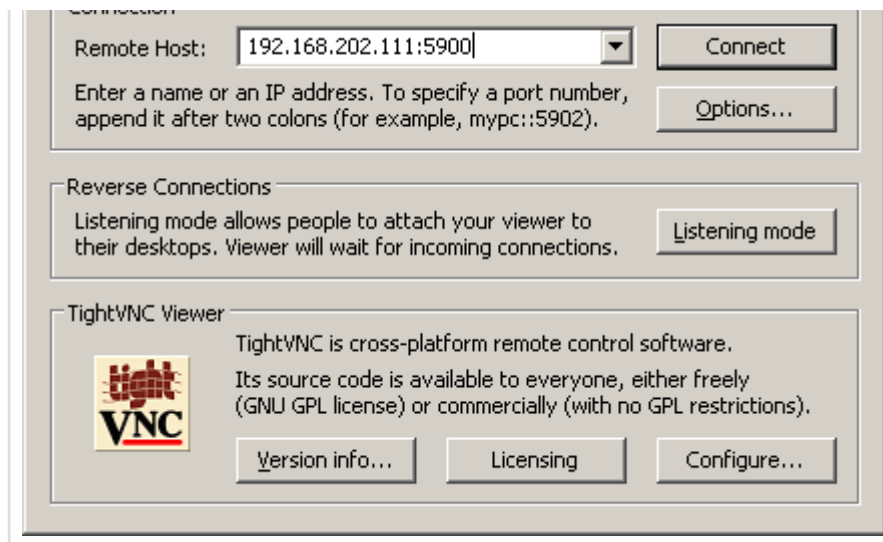 Connection
Remote Host: 192.168.202.111:5900 Connect
Enter a name or an IP address. To specify a port number,
append it after two colons (for example, mypc::5902).
Options...
Reverse Connections
Listening mode allows people to attach your viewer to
their desktops. Viewer will wait for incoming connections.
Listening mode
TightVNC Viewer
tight
VNC
TightVNC is cross-platform remote control software.
Its source code is available to everyone, either freely
(GNU GPL license) or commercially (with no GPL restrictions).
Version info... Licensing Configure...